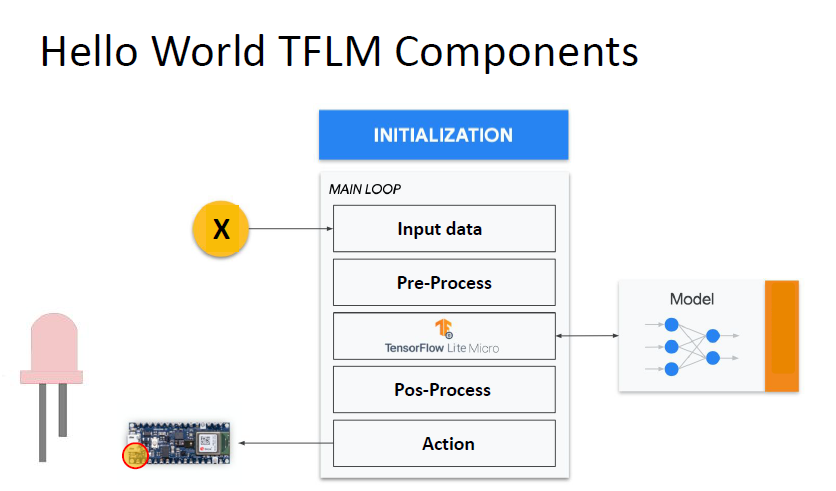 Hello World TFLM Components
INITIALIZATION
MAIN LOOP
X
Input data
Pre-Process
TensorFlow Lite Micro
Model
Pos-Process
Action